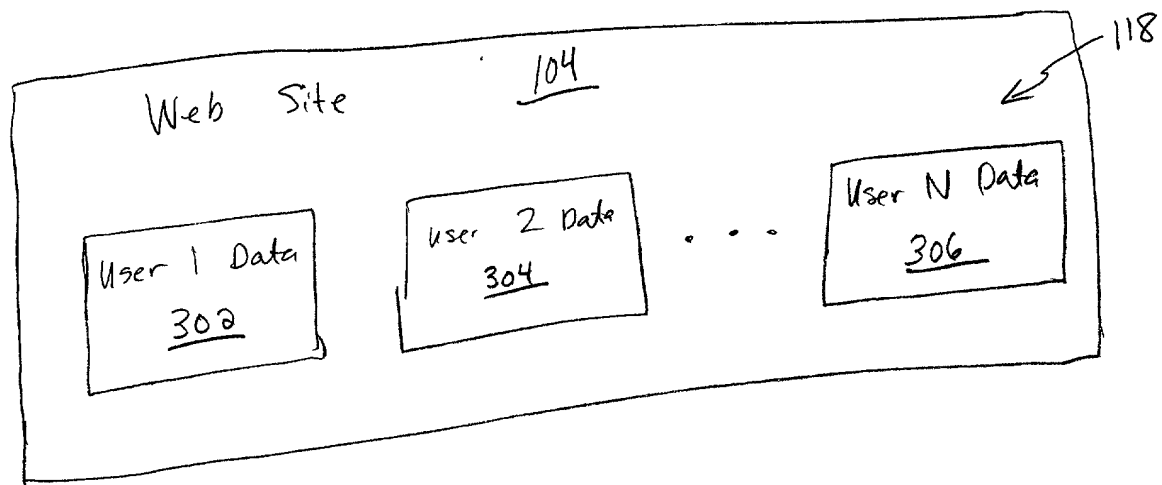 118
Web Site 104
User 1 Data
302
User 2 Data
304
. . .
User N Data
306